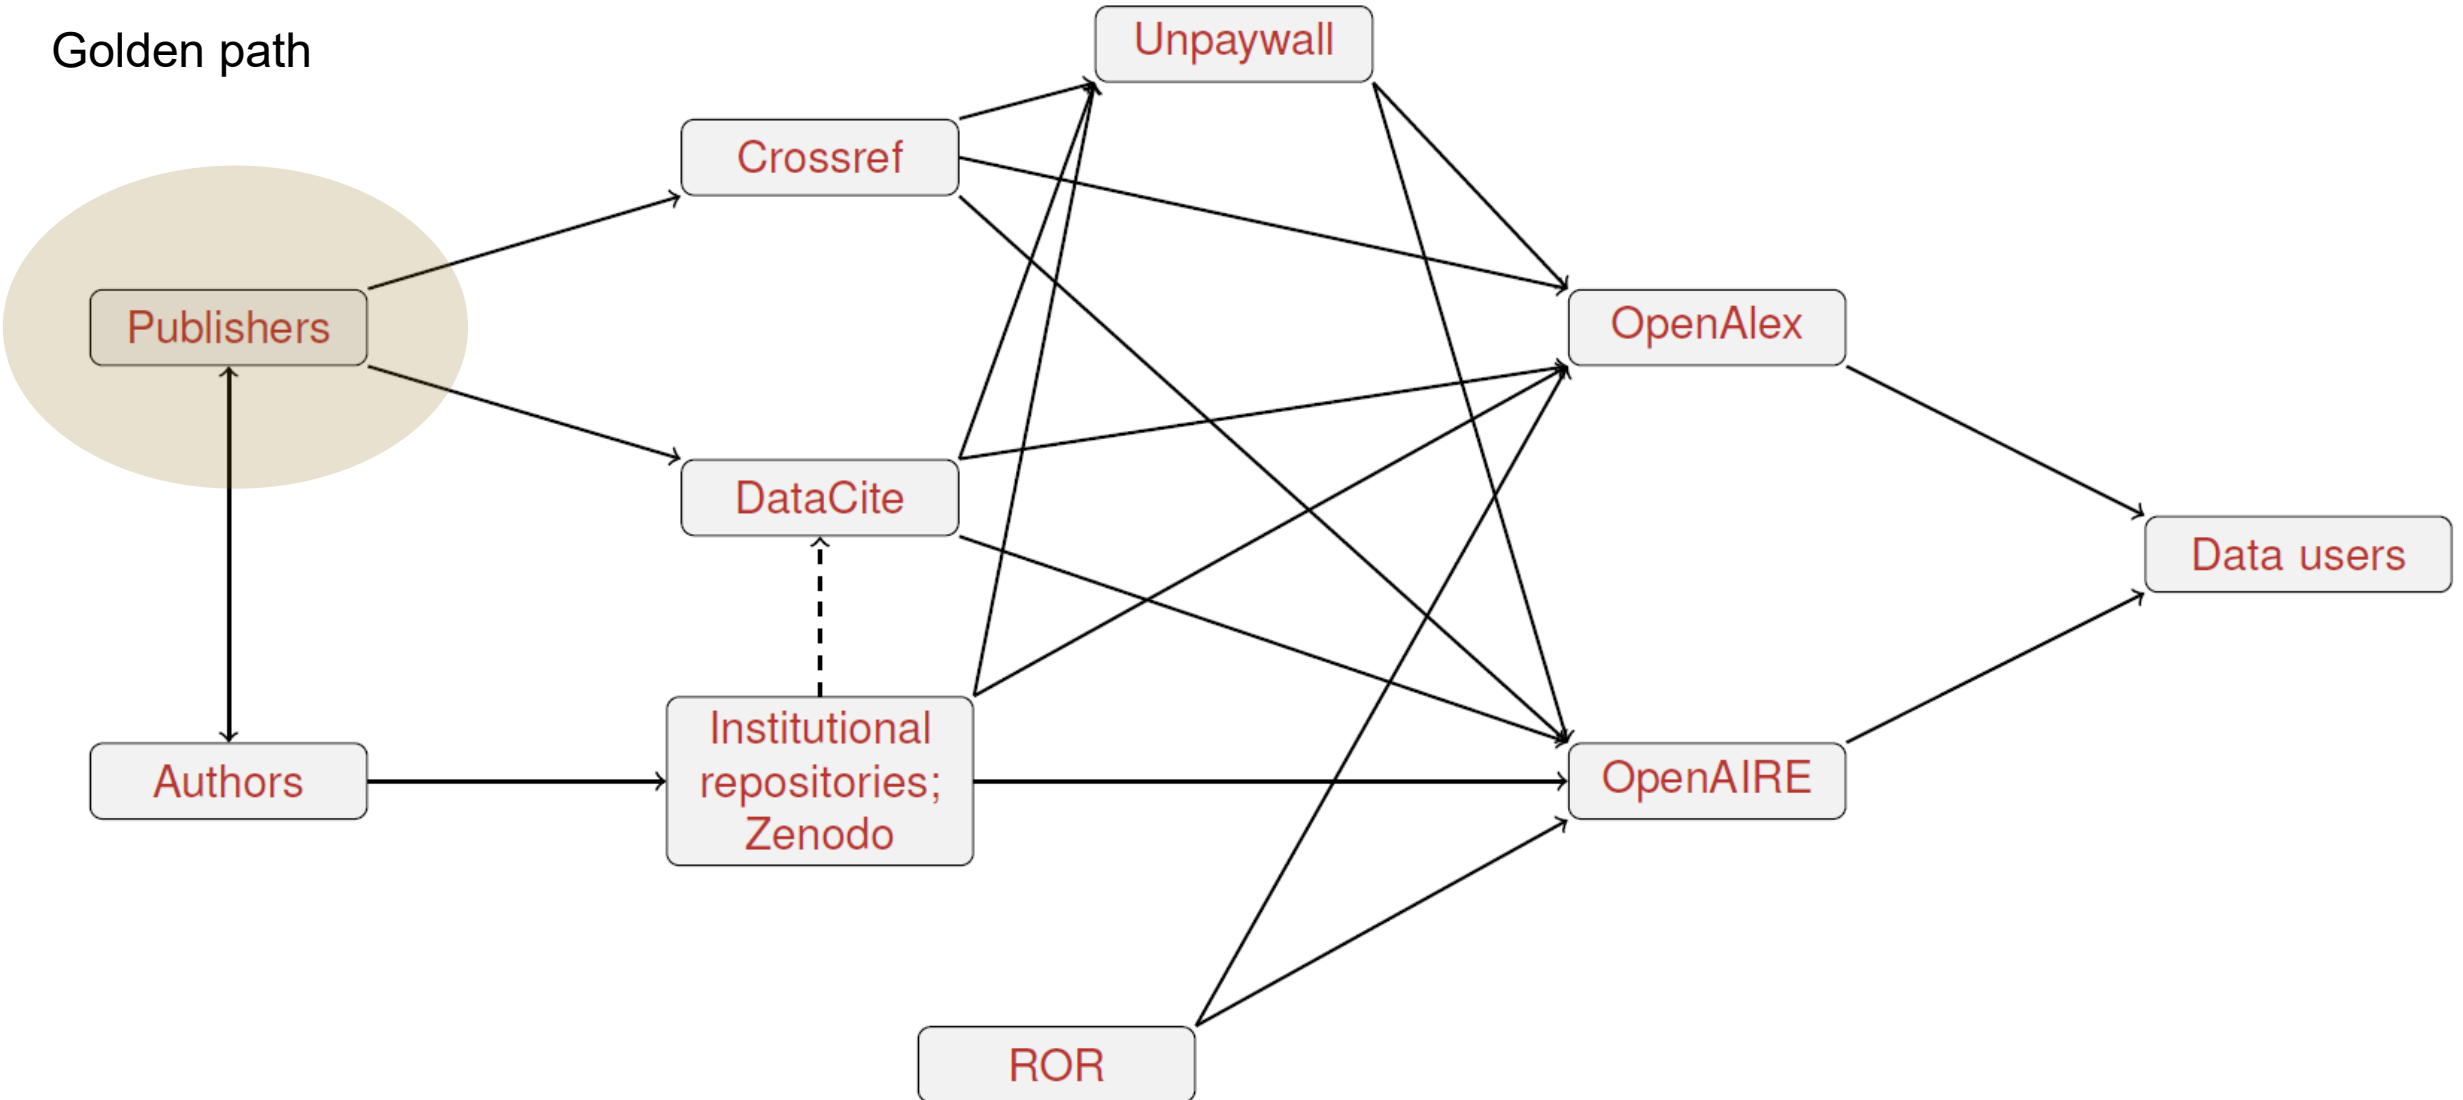 Golden path
Unpaywall
Crossref
Publishers
OpenAlex
DataCite
Data users
Institutional
repositories;
Zenodo
Authors
OpenAIRE
ROR